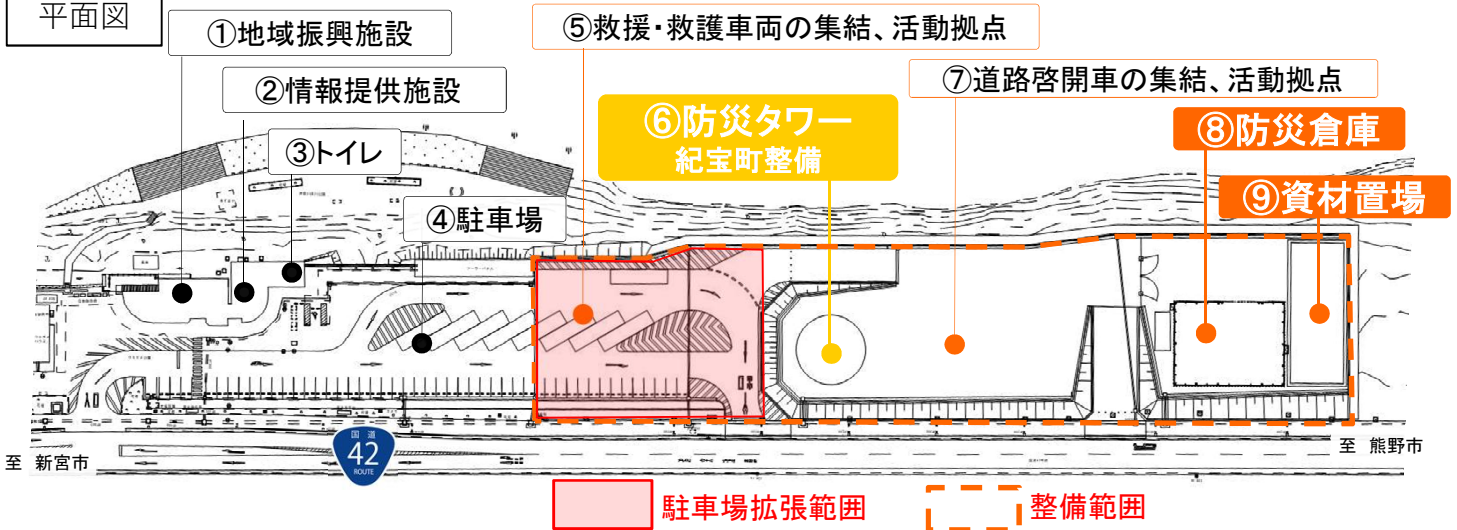 平面図
①地域振興施設
⑤救援・救護車両の集結、活動拠点
②情報提供施設
⑦道路啓開車の集結、活動拠点
⑥防災タワー
紀宝町整備
⑧防災倉庫
③トイレ
⑨資材置場
④駐車場
国道
42
ROUTE
至 新宮市
至 熊野市
駐車場拡張範囲
整備範囲